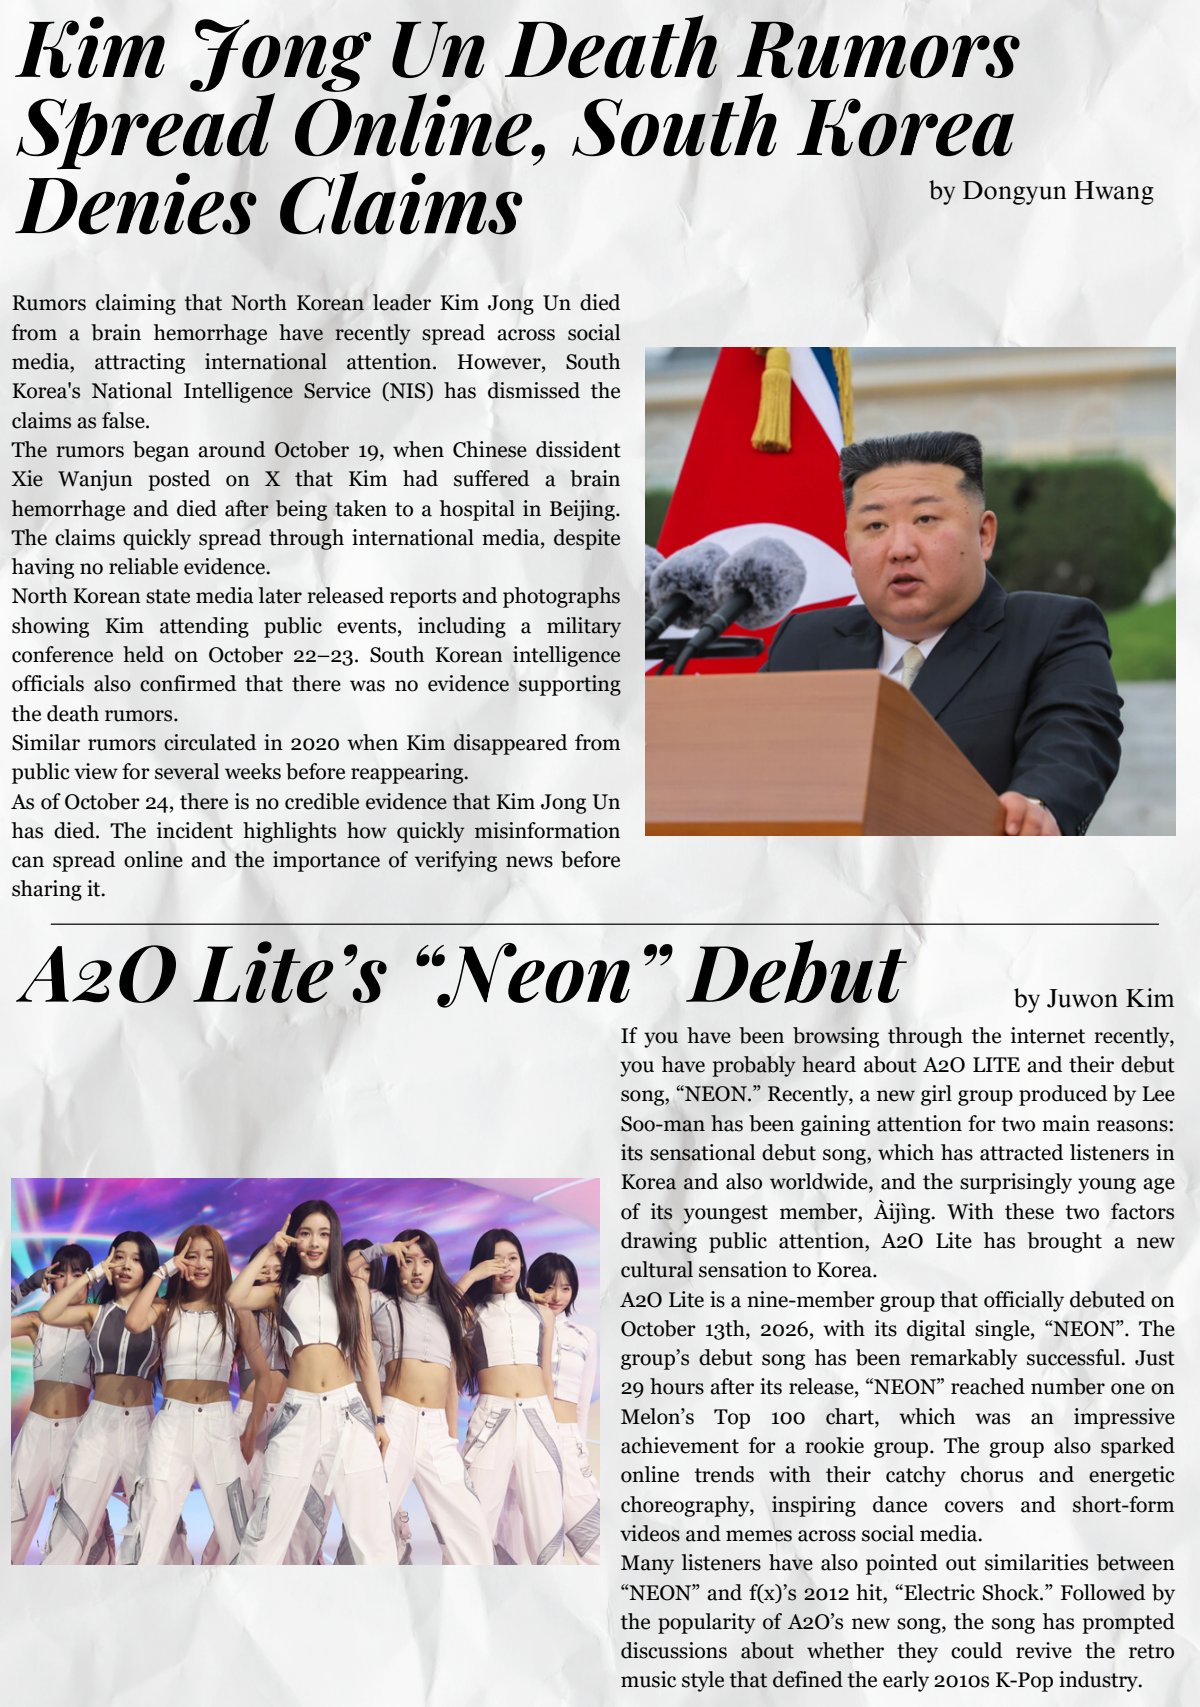 Kim Jong Un Death Rumors
Spread Online, South Korea
Denies Claims
by Dongyun Hwang
Rumors claiming that North Korean leader Kim Jong Un died
from a brain hemorrhage have recently spread across social
media, attracting international attention. However, South
Korea's National Intelligence Service (NIS) has dismissed the
claims as false.
The rumors began around October 19, when Chinese dissident
Xie Wanjun posted on X that Kim had suffered a brain
hemorrhage and died after being taken to a hospital in Beijing.
The claims quickly spread through international media, despite
having no reliable evidence.
North Korean state media later released reports and photographs
showing Kim attending public events, including a military
conference held on October 22–23. South Korean intelligence
officials also confirmed that there was no evidence supporting
the death rumors.
Similar rumors circulated in 2020 when Kim disappeared from
public view for several weeks before reappearing.
As of October 24, there is no credible evidence that Kim Jong Un
has died. The incident highlights how quickly misinformation
can spread online and the importance of verifying news before
sharing it.
A2O Lite’s “Neon” Debut
by Juwon Kim
If you have been browsing through the internet recently,
you have probably heard about A2O LITE and their debut
song, “NEON.” Recently, a new girl group produced by Lee
Soo-man has been gaining attention for two main reasons:
its sensational debut song, which has attracted listeners in
Korea and also worldwide, and the surprisingly young age
of its youngest member, Àijìng. With these two factors
drawing public attention, A2O Lite has brought a new
cultural sensation to Korea.
A2O Lite is a nine-member group that officially debuted on
October 13th, 2026, with its digital single, “NEON”. The
group’s debut song has been remarkably successful. Just
29 hours after its release, “NEON” reached number one on
Melon’s Top 100 chart, which was an impressive
achievement for a rookie group. The group also sparked
online trends with their catchy chorus and energetic
choreography, inspiring dance covers and short-form
videos and memes across social media.
Many listeners have also pointed out similarities between
“NEON” and f(x)’s 2012 hit, “Electric Shock.” Followed by
the popularity of A2O’s new song, the song has prompted
discussions about whether they could revive the retro
music style that defined the early 2010s K-Pop industry.